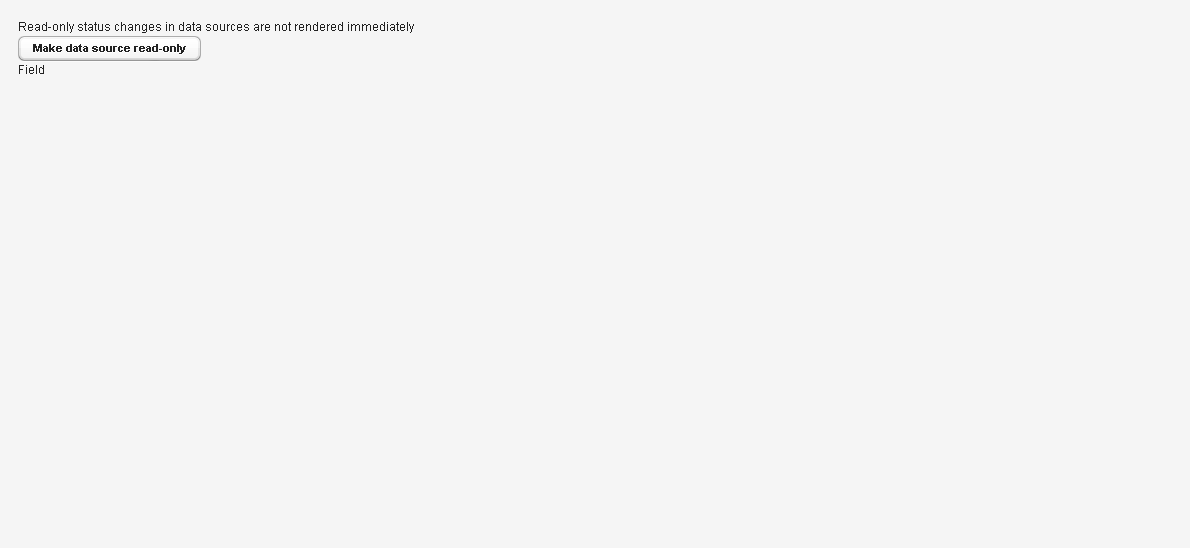 Read-only status changes in data sources are not rendered immediately
Make data source read-only
Field